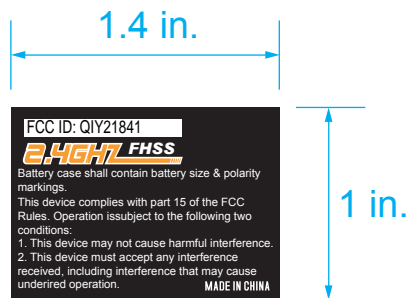 1.4 in.
FCC ID: QIY21841
2.4GHZ FHSS
Battery case shall contain battery size & polarity
markings.
This device complies with part 15 of the FCC
Rules. Operation issubject to the following two
conditions:
1. This device may not cause harmful interference.
2. This device must accept any interference
received, including interference that may cause
underired operation.
MADE IN CHINA
1 in.